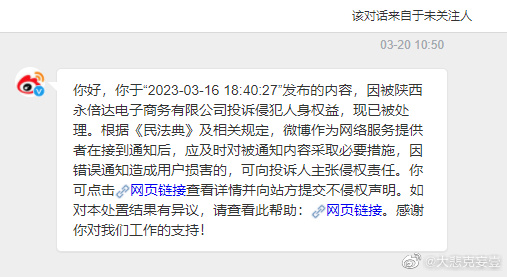 该对话来自于未关注人
03-20 10:50
你好，你于“2023-03-16 18:40:27”发布的内容，因被陕西
永倍达电子商务有限公司投诉侵犯人身权益，现已被处
理。根据《民法典》及相关规定，微博作为网络服务提供
者在接到通知后，应及时对被通知内容采取必要措施，因
错误通知造成用户损害的，可向投诉人主张侵权责任。你
可点击网页链接查看详情并向站方提交不侵权声明。如
对本处置结果有异议，请查看此帮助：网页链接。感谢
你对我们工作的支持！
@大熊克安营